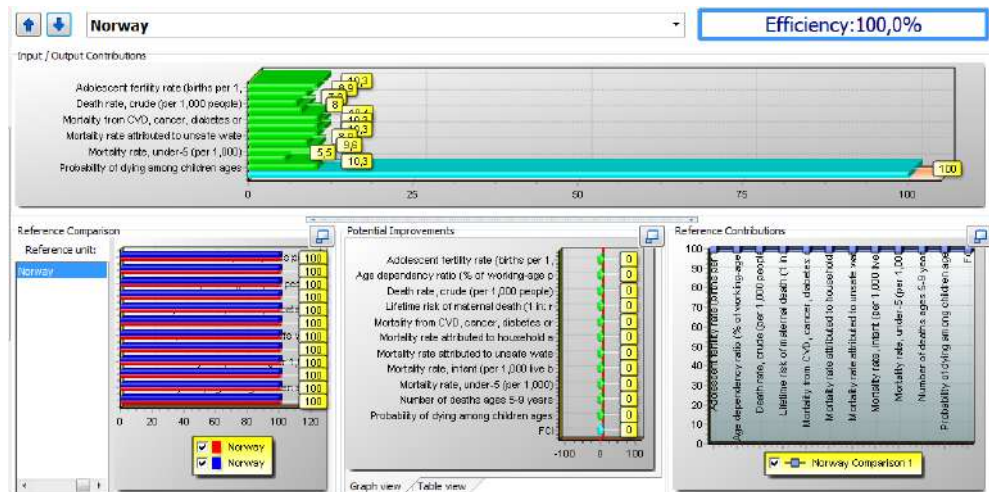 Norway
Efficiency:100,0%
Input / Output Contributions
Adolescent fertility rate (births per 1,
Death rate, crude (per 1,000 people)
Mortality from CVD, cancer, diabetes or
Mortality rate attributed to unsafe wate
Mortality rate, under-5 (per 1,000)
Probability of dying among children ages
10,3
8,9
8
10,3
10,3
9,6
5,5
10,3
100
0 25 50 75 100
Reference Comparison
Reference unit:
Norway
100
100
100
100
100
100
100
100
100
100
0 20 40 60 80 100 120
Norway
Norway
Potential Improvements
Adolescent fertility rate (births per 1,
Age dependency ratio (% of working-age p
Death rate, crude (per 1,000 people)
Lifetime risk of maternal death (1 in: r
Mortality from CVD, cancer, diabetes or
Mortality rate attributed to household a
Mortality rate attributed to unsafe wate
Mortality rate, infant (per 1,000 live b
Mortality rate, under-5 (per 1,000)
Number of deaths ages 5-9 years
Probability of dying among children ages
FCI
0
0
0
0
0
0
0
0
0
0
0
0
-100 0 100
Graph view Table view
Reference Contributions
100
90
80
70
60
50
40
30
20
10
0
Adolescent fertility rate (births per
Age dependency ratio (% of working-age
Death rate, crude (per 1,000 people
Lifetime risk of maternal death (1 in
Mortality from CVD, cancer, diabetes
Mortality rate attributed to household
Mortality rate attributed to unsafe wat
Mortality rate, infant (per 1,000 live
Mortality rate, under-5 (per 1,000
Number of deaths ages 5-9 years
Probability of dying among children age
FCI
Norway Comparison 1